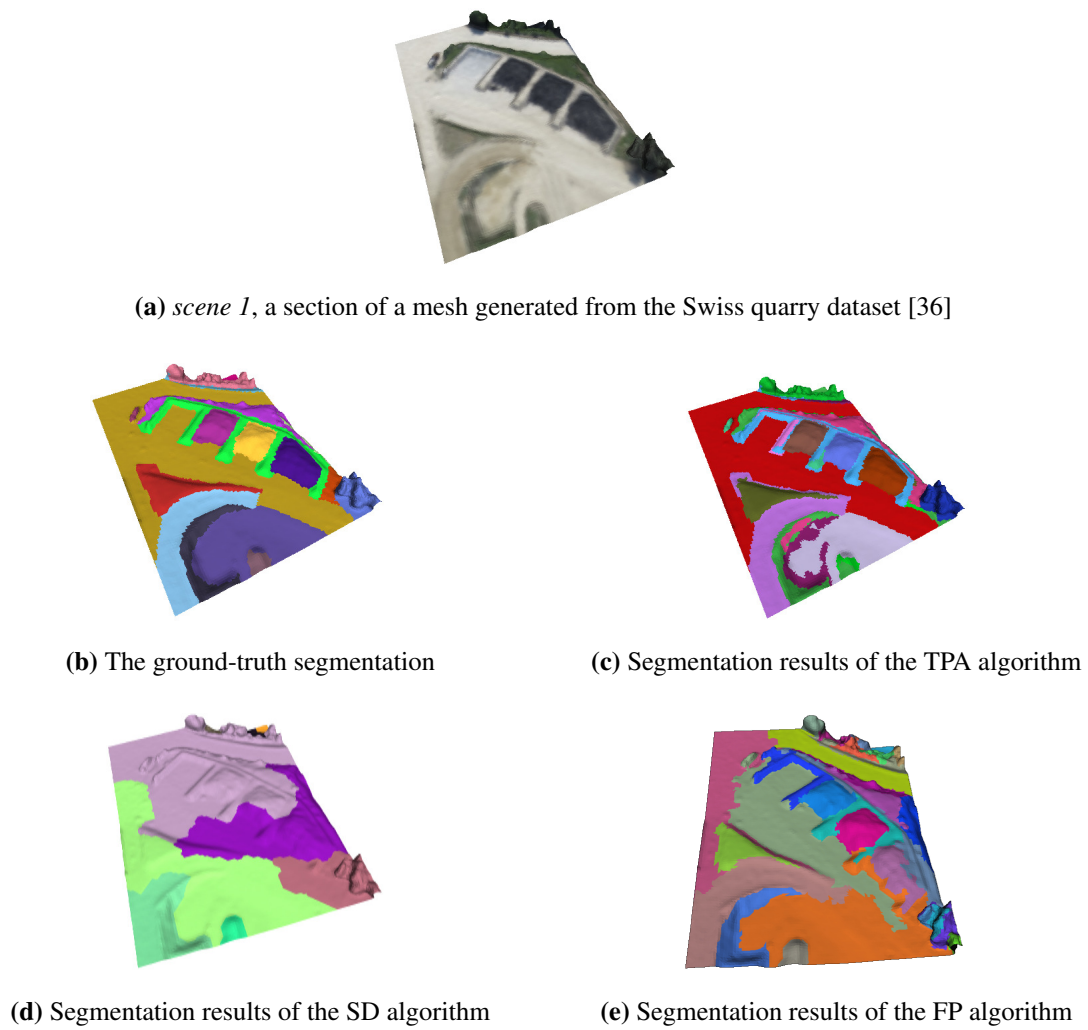 (a) scene 1, a section of a mesh generated from the Swiss quarry dataset [36]
(b) The ground-truth segmentation
(c) Segmentation results of the TPA algorithm
(d) Segmentation results of the SD algorithm
(e) Segmentation results of the FP algorithm